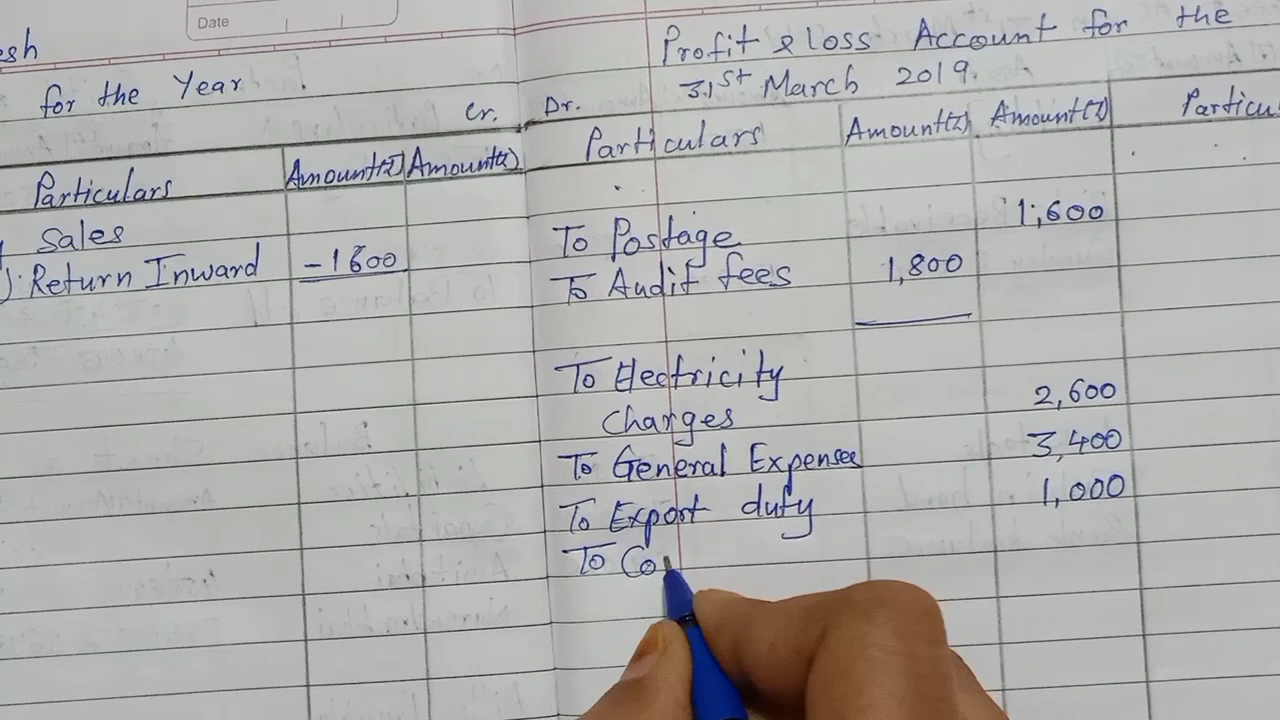 Date
esh
for the Year
Cr.
Particulars Amount(₹) Amount(₹)
Sales
Return Inward - 1600
Profit & loss Account for the
31st March 2019.
Dr.
Particulars Amount(₹) Amount(₹) Particu
To Postage 1,600
To Audit fees 1,800
To Electricity
charges 2,600
To General Expenses 3,400
To Export duty 1,000
To Co